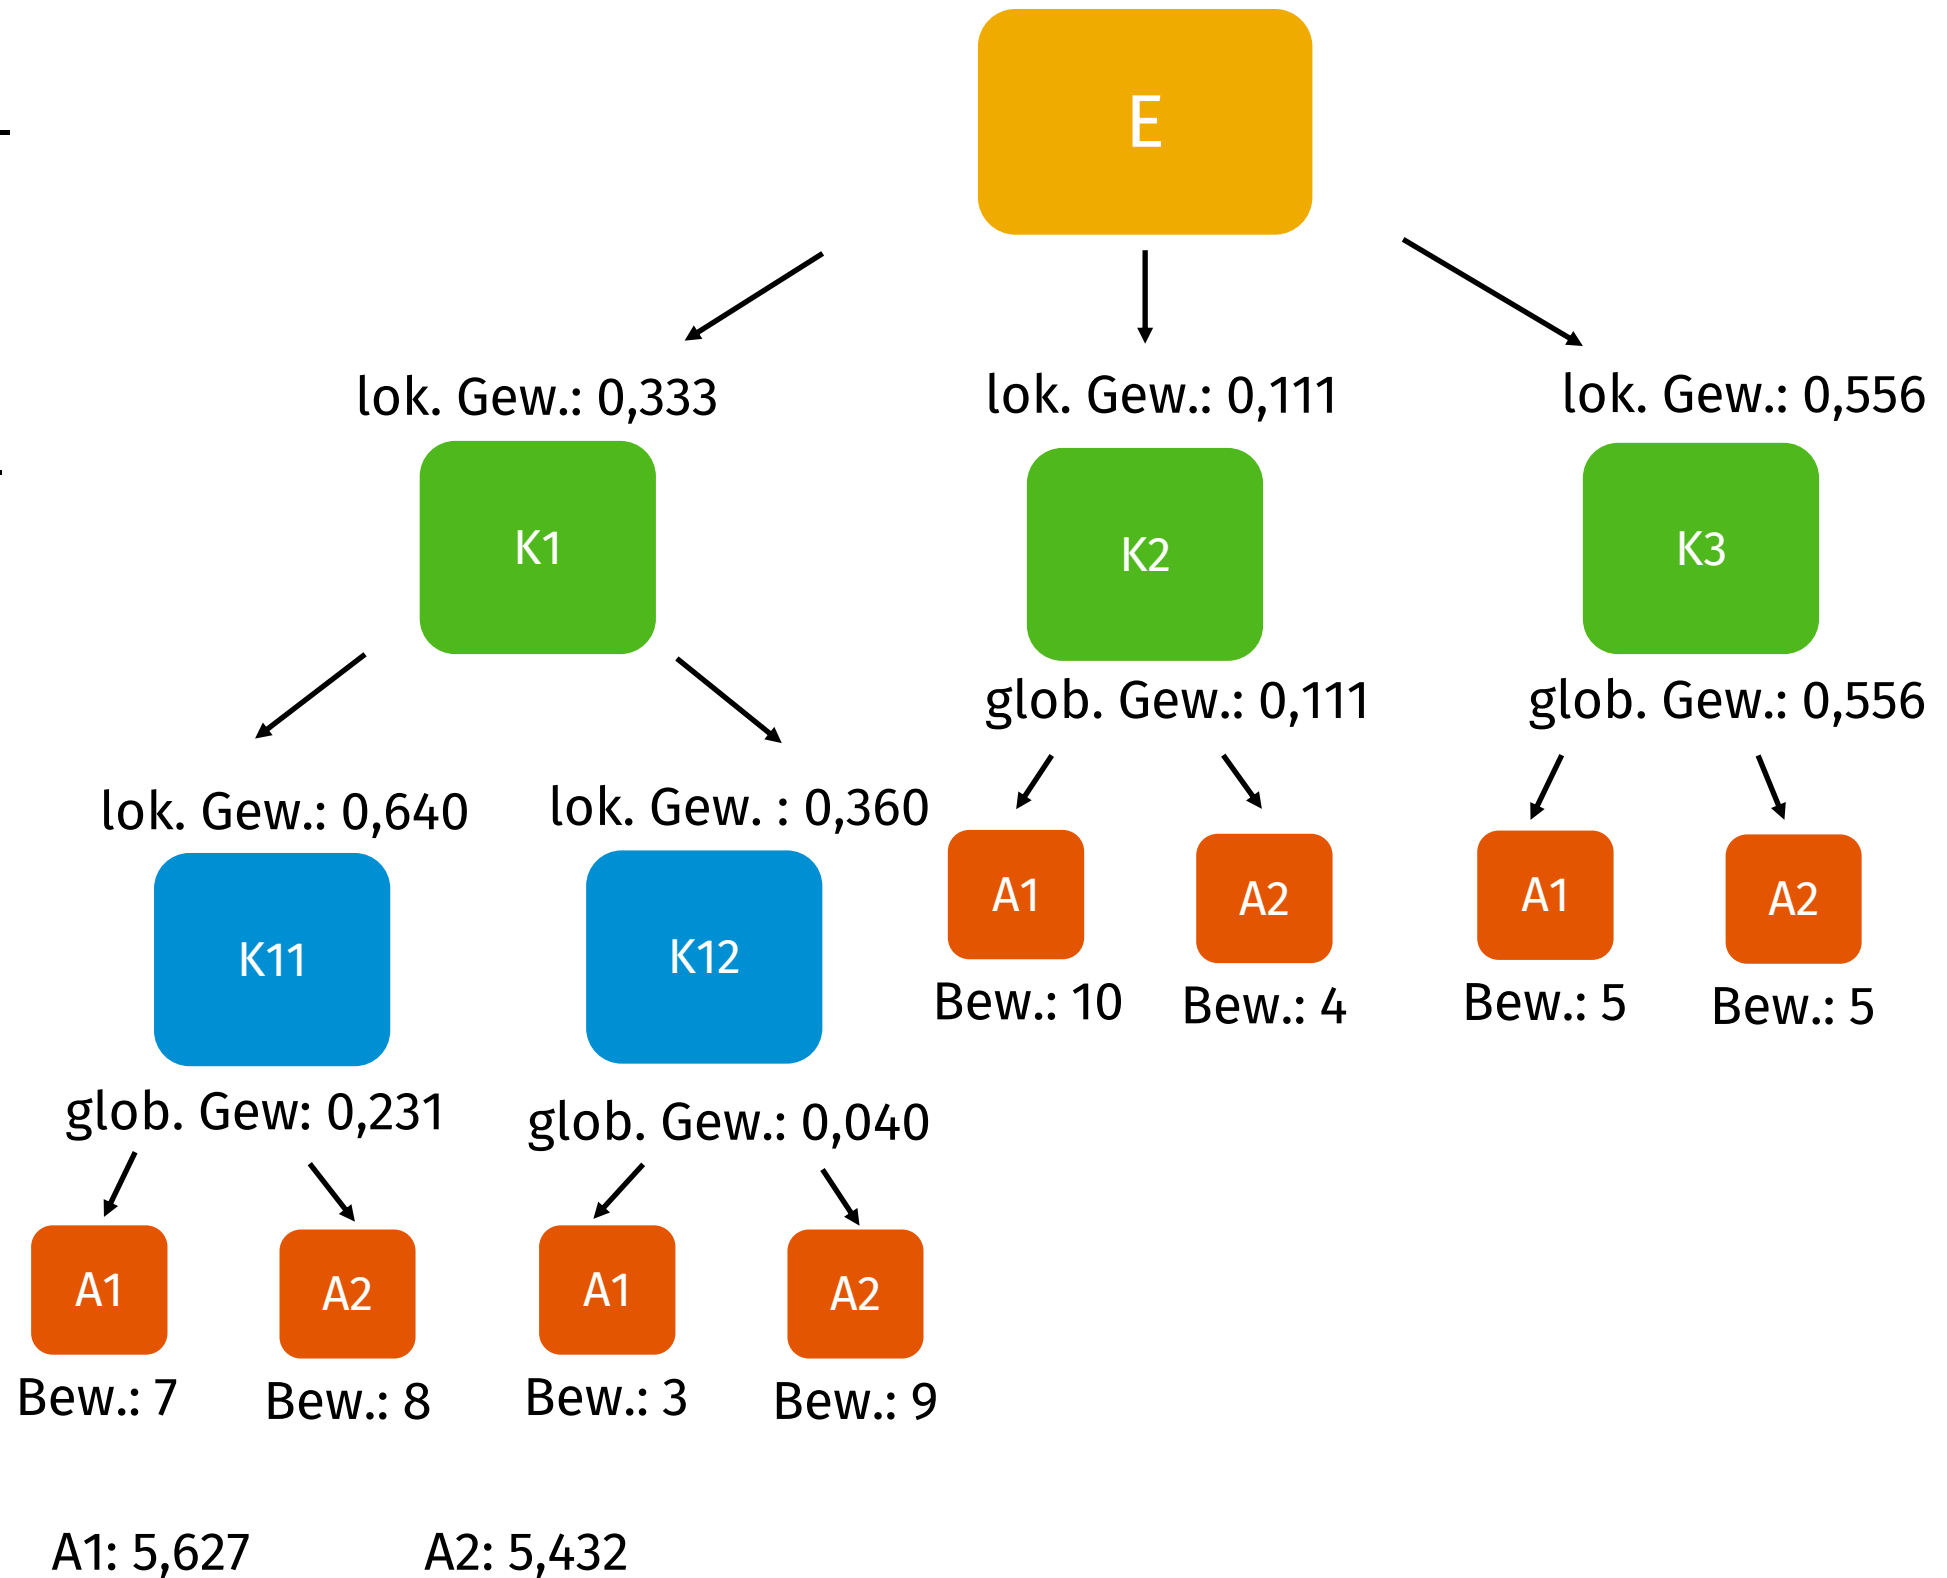 E
lok. Gew.: 0,333
lok. Gew.: 0,111
lok. Gew.: 0,556
K1
K2
K3
glob. Gew.: 0,111
glob. Gew.: 0,556
lok. Gew.: 0,640
lok. Gew. : 0,360
A1
A2
A1
A2
K11
K12
Bew.: 10
Bew.: 4
Bew.: 5
Bew.: 5
glob. Gew: 0,231
glob. Gew.: 0,040
A1
A2
A1
A2
Bew.: 7
Bew.: 8
Bew.: 3
Bew.: 9
A1: 5,627
A2: 5,432